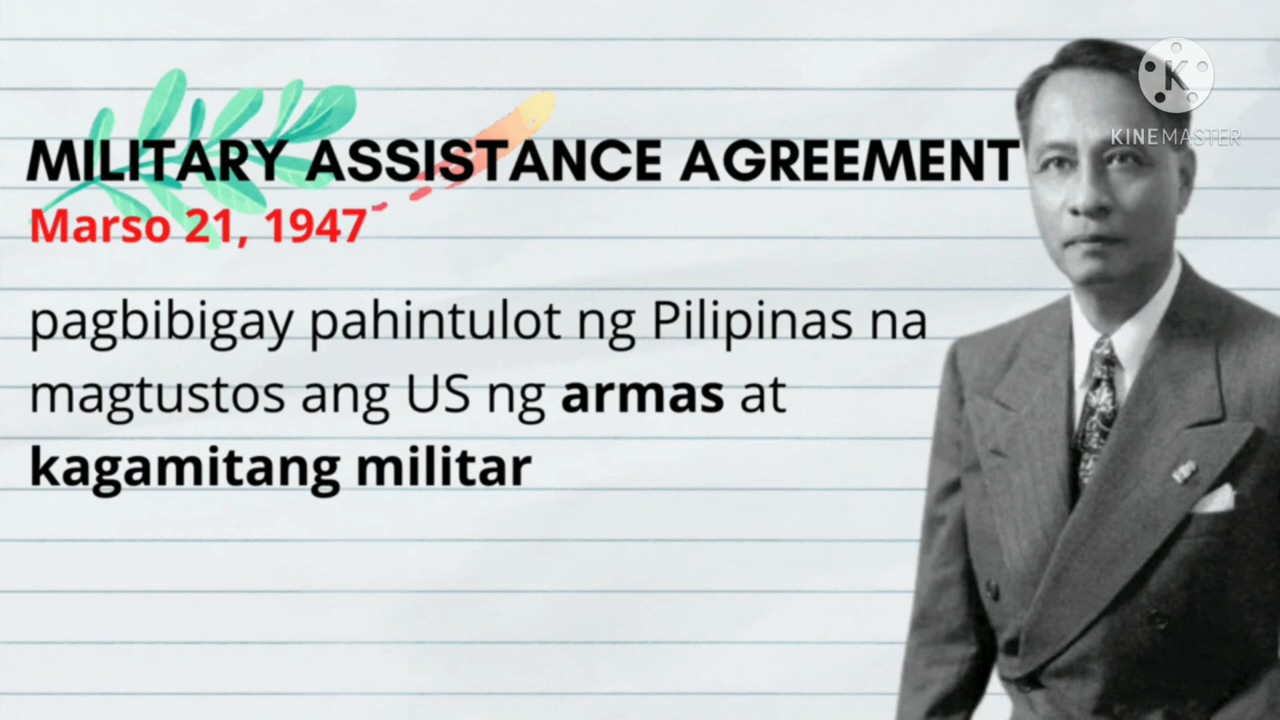 MILITARY ASSISTANCE AGREEMENT
Marso 21, 1947
pagbibigay pahintulot ng Pilipinas na
magtustos ang US ng armas at
kagamitang militar
K
KINEMASTER